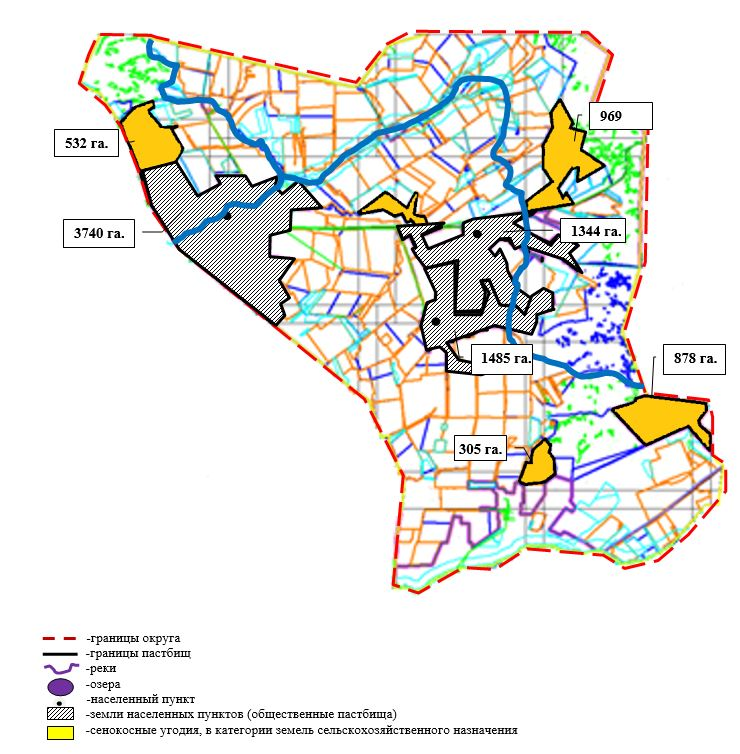 969
532 га.
3740 га.
1344 га.
1485 га.
878 га.
305 га.
-границы округа
-границы пастбищ
-реки
-озера
-населенный пункт
-земли населенных пунктов (общественные пастбища)
-сенокосные угодия, в категории земель сельскохозяйственного назначения